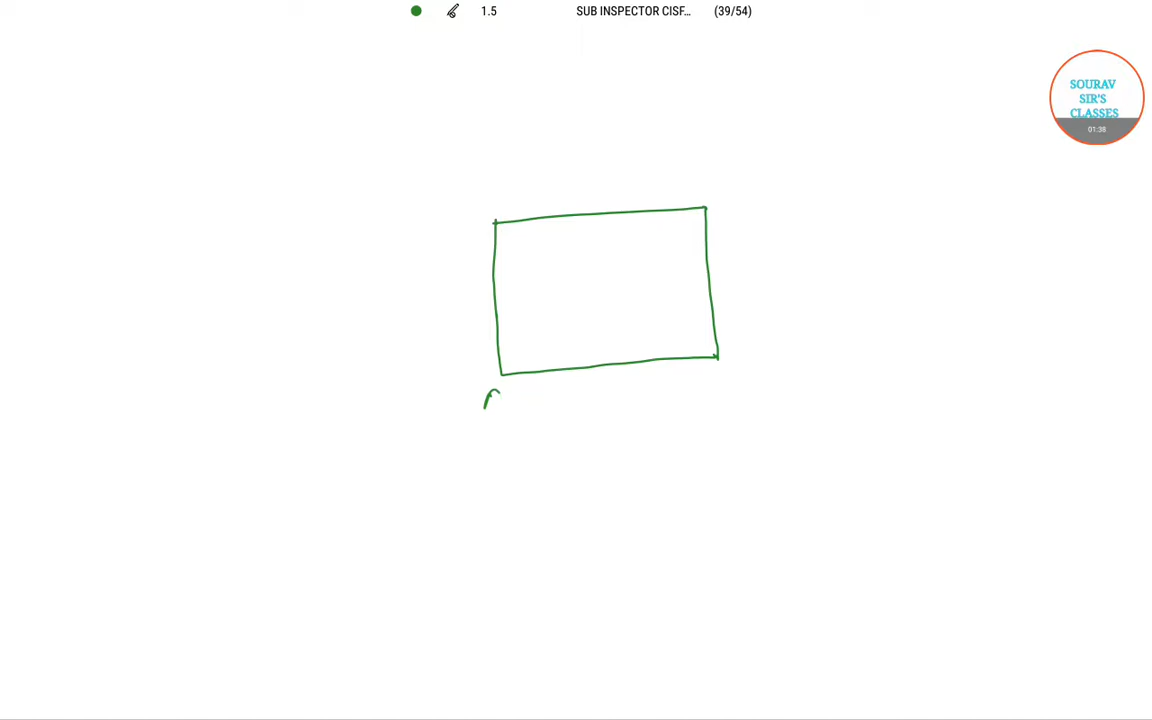 1.5 SUB INSPECTOR CISF... (39/54)
SOURAV
SIR'S
CLASSES
01:38